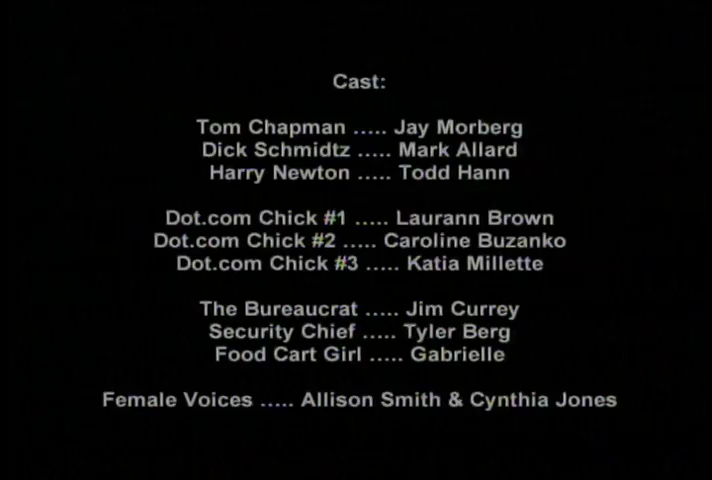 Cast:
Tom Chapman ..... Jay Morberg
Dick Schmidtz ..... Mark Allard
Harry Newton ..... Todd Hann
Dot.com Chick #1 ..... Laurann Brown
Dot.com Chick #2 ..... Caroline Buzanko
Dot.com Chick #3 ..... Katia Millette
The Bureaucrat ..... Jim Currey
Security Chief ..... Tyler Berg
Food Cart Girl ..... Gabrielle
Female Voices ..... Allison Smith & Cynthia Jones